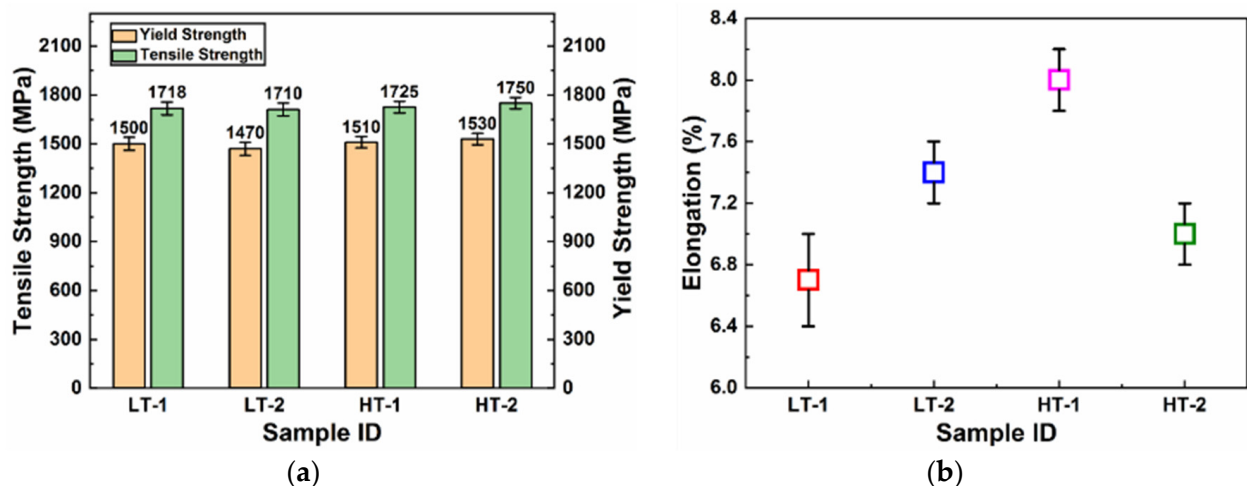 Yield Strength
Tensile Strength
2100
1800
1500
1200
900
600
300
0
Tensile Strength (MPa)
1500
1718
1470
1710
1510
1725
1530
1750
2100
1800
1500
1200
900
600
300
0
Yield Strength (MPa)
LT-1
LT-2
HT-1
HT-2
Sample ID
(a)
8.4
8.0
7.6
7.2
6.8
6.4
6.0
Elongation (%)
LT-1
LT-2
HT-1
HT-2
Sample ID
(b)